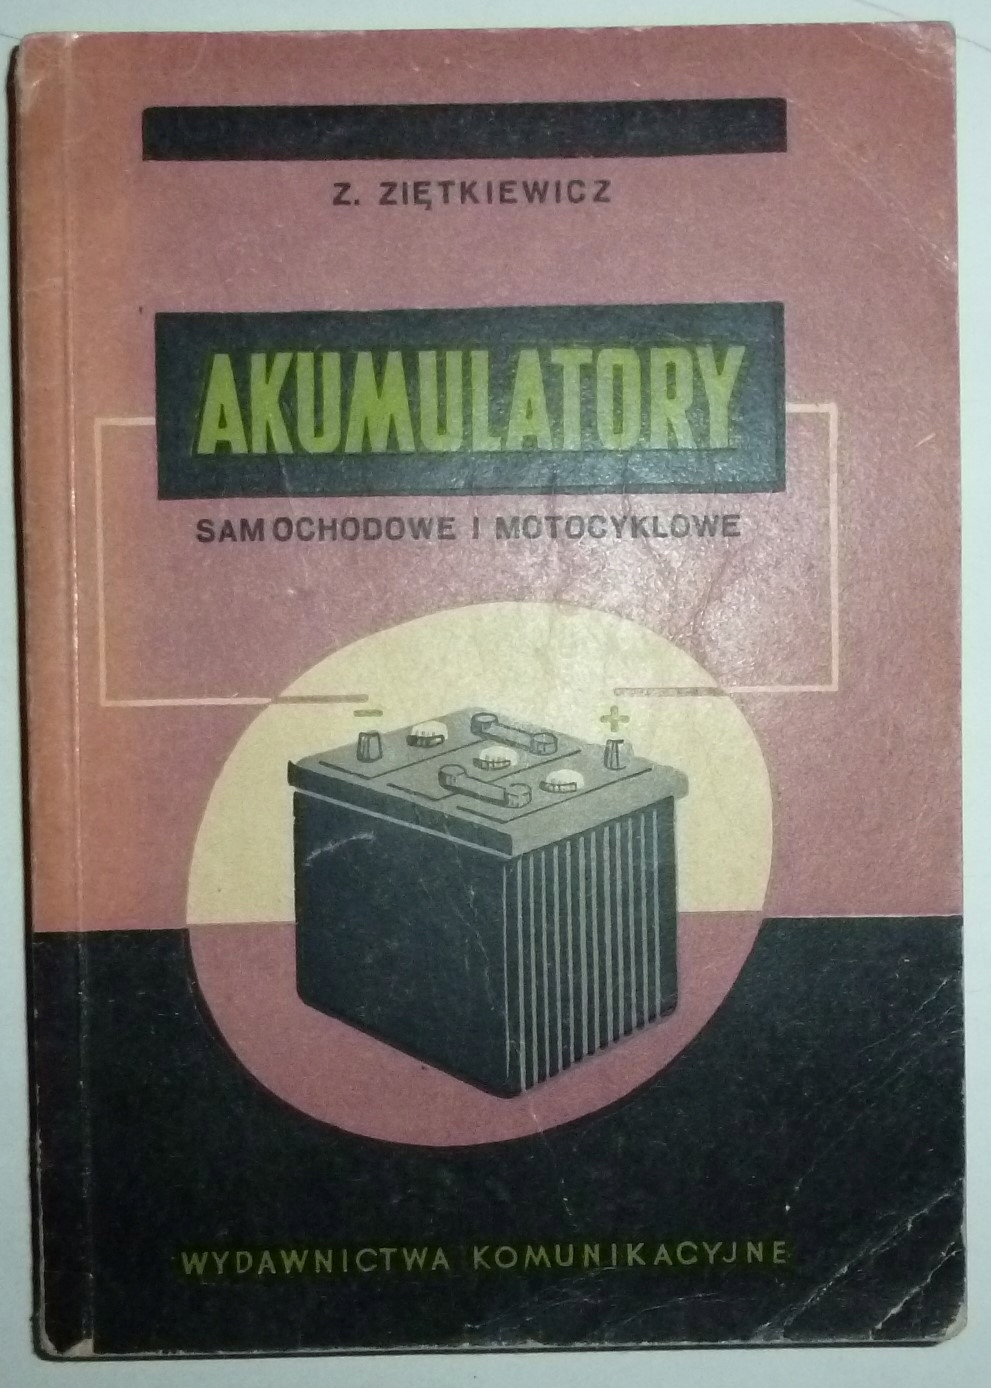 Z. ZIĘTKIEWICZ
AKUMULATORY
SAMOCHODOWE I MOTOCYKLOWE
- +
WYDAWNICTWA KOMUNIKACYJNE